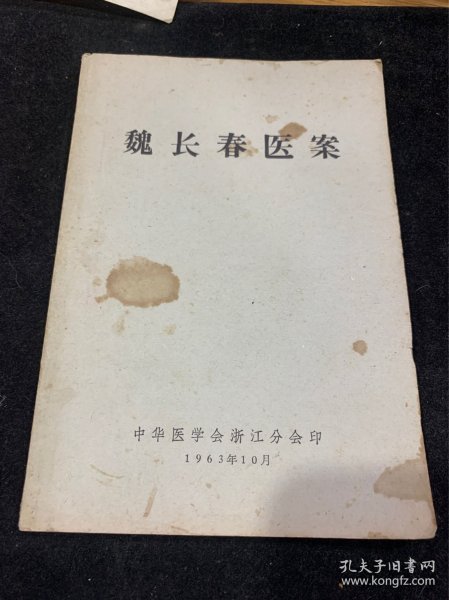 魏长春医案
中华医学会浙江分会印
1963年10月
孔夫子旧书网
www.kongfz.com